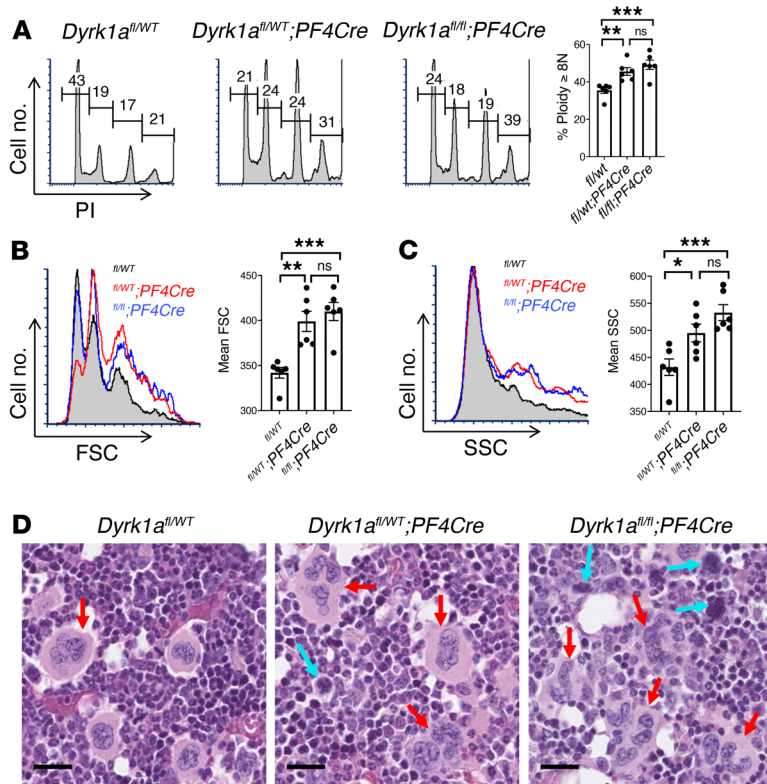 A
Dyrk1a^fl/WT
Dyrk1a^fl/WT;PF4Cre
Dyrk1a^fl/fl;PF4Cre
Cell no.
PI
43
19
17
21
21
24
24
31
24
18
19
39
% Ploidy ≥ 8N
***
**
ns
60
40
20
0
fl/wt
fl/wt;PF4Cre
fl/fl;PF4Cre
B
Cell no.
FSC
fl/WT
fl/WT;PF4Cre
fl/fl;PF4Cre
Mean FSC
***
**
ns
450
400
350
300
fl/WT
fl/WT;PF4Cre
fl/fl;PF4Cre
C
Cell no.
SSC
fl/WT
fl/WT;PF4Cre
fl/fl;PF4Cre
Mean SSC
***
*
ns
650
600
550
500
450
400
350
fl/WT
fl/WT;PF4Cre
fl/fl;PF4Cre
D
Dyrk1a^fl/WT
Dyrk1a^fl/WT;PF4Cre
Dyrk1a^fl/fl;PF4Cre